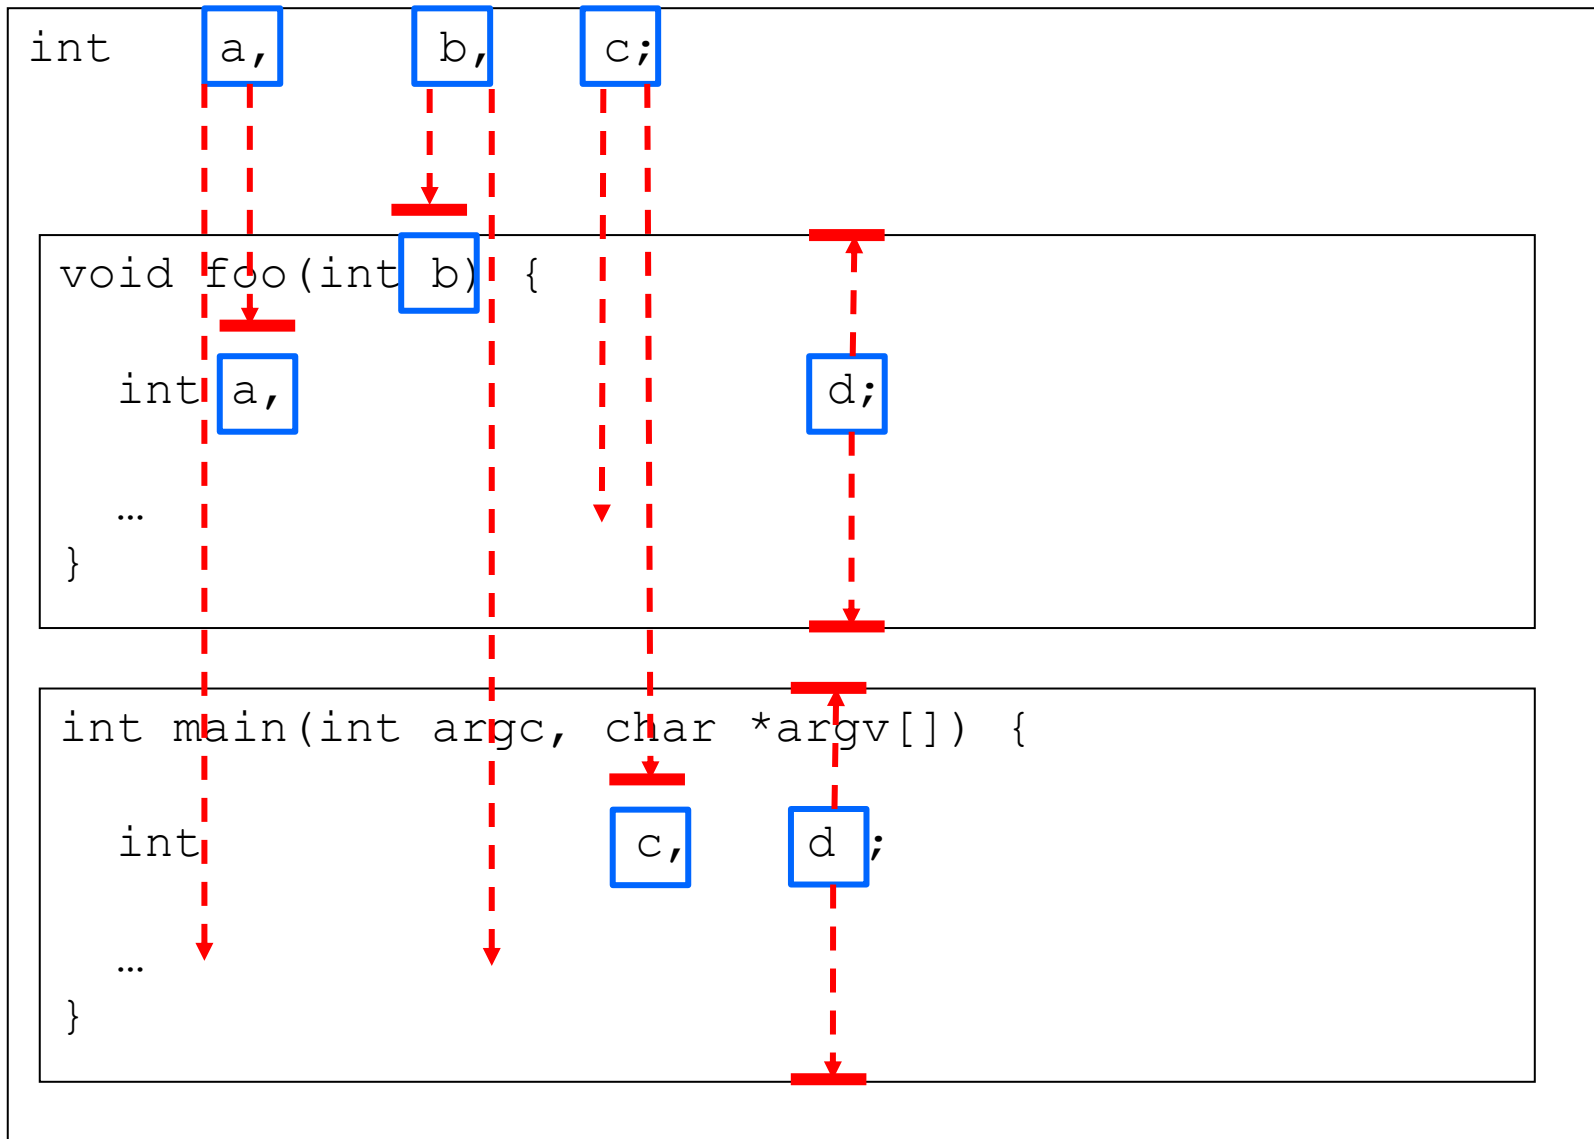 int a, b, c;
void foo(int b) {
int a, d;
…
}
int main(int argc, char *argv[]) {
int c, d ;
…
}